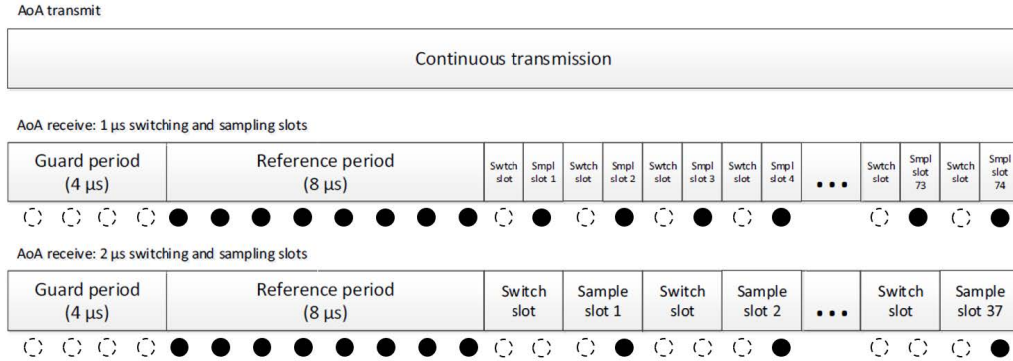 AoA transmit
Continuous transmission
AoA receive: 1 μs switching and sampling slots
Guard period
(4 μs)
Reference period
(8 μs)
Swtch
slot
Smpl
slot 1
Swtch
slot
Smpl
slot 2
Swtch
slot
Smpl
slot 3
Swtch
slot
Smpl
slot 4
...
Swtch
slot
Smpl
slot
73
Swtch
slot
Smpl
slot
74
AoA receive: 2 μs switching and sampling slots
Guard period
(4 μs)
Reference period
(8 μs)
Switch
slot
Sample
slot 1
Switch
slot
Sample
slot 2
...
Switch
slot
Sample
slot 37